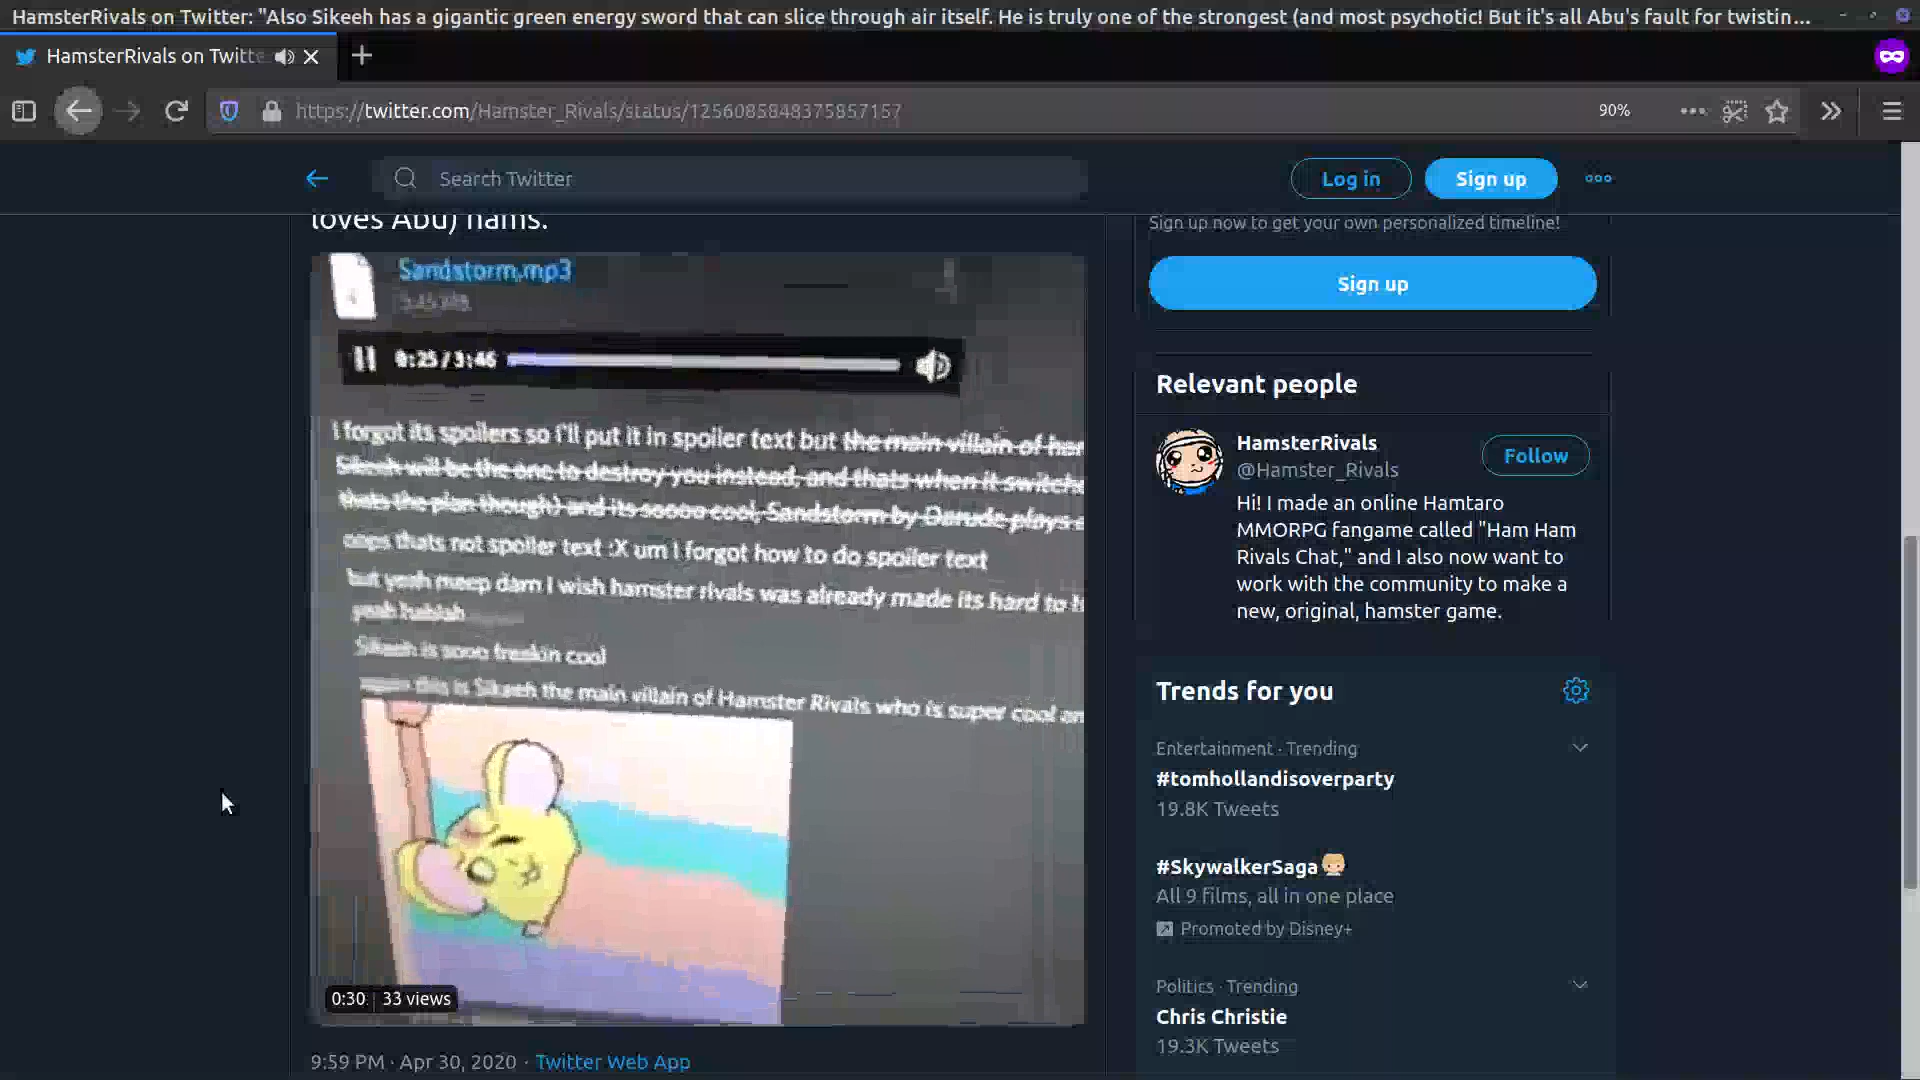 HamsterRivals on Twitter: "Also Sikeeh has a gigantic green energy sword that can slice through air itself. He is truly one of the strongest (and most psychotic! But it's all Abu's fault for twistin...
HamsterRivals on Twitte
https://twitter.com/Hamster_Rivals/status/1256085848375857157
90%
Search Twitter
Log in
Sign up
loves Abu) hams.
Sign up now to get your own personalized timeline!
Sign up
Sandstorm.mp3
0:25 / 3:46
I forgot its spoilers so I'll put it in spoiler text but the main villain of
Sikeeh will be the one to destroy you instead, and thats when it
thats the plan though) and its soooo cool, Sandstorm by Darude plays
oops thats not spoiler text :X um I forgot how to do spoiler text
but yeah meep darn I wish hamster rivals was already made its hard to
yeah
Sikeeh is sooo freakin cool
this is Sikeeh the main villain of Hamster Rivals who is super cool
0:30
33 views
9:59 PM · Apr 30, 2020 · Twitter Web App
Relevant people
HamsterRivals
@Hamster_Rivals
Follow
Hi! I made an online Hamtaro
MMORPG fangame called "Ham Ham
Rivals Chat," and I also now want to
work with the community to make a
new, original, hamster game.
Trends for you
Entertainment · Trending
#tomhollandisoverparty
19.8K Tweets
#SkywalkerSaga
All 9 films, all in one place
Promoted by Disney+
Politics · Trending
Chris Christie
19.3K Tweets